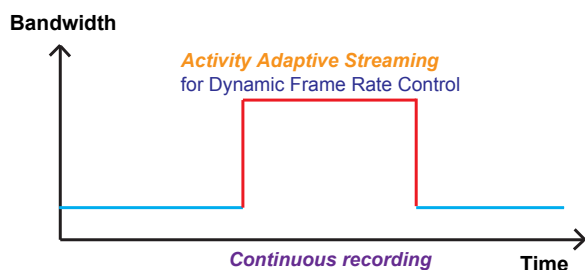 Bandwidth
Activity Adaptive Streaming
for Dynamic Frame Rate Control
Continuous recording
Time